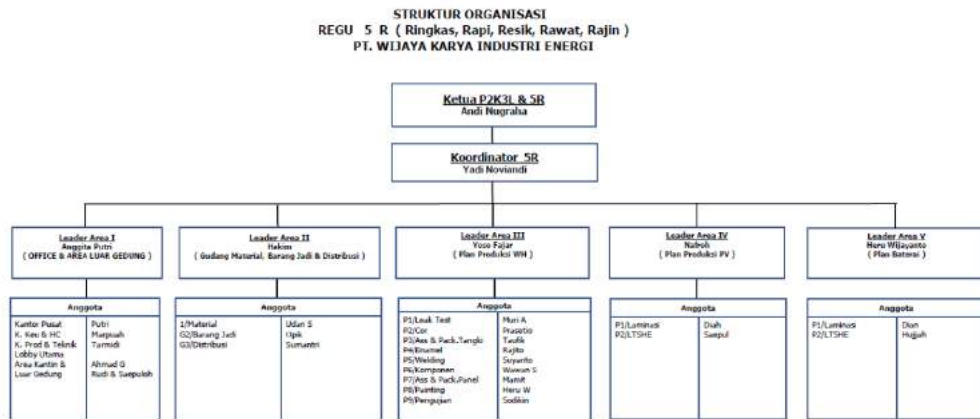 STRUKTUR ORGANISASI
REGU 5 R ( Ringkas, Rapi, Resik, Rawat, Rajin )
PT. WIJAYA KARYA INDUSTRI ENERGI
Ketua P2K3L & 5R
Andi Nugraha
Koordinator 5R
Yadi Noviandi
Leader Area I
Anggita Putri
( OFFICE & AREA LUAR GEDUNG )
Anggota
Kantor Pusat Putri
K. Keu & HC Marpuah
K. Prod & Teknik Tarmidi
Lobby Utama
Area Kantin & Ahmad G
Luar Gedung Rudi & Saepuloh
Leader Area II
Hakim
( Gudang Material, Barang Jadi & Distribusi )
Anggota
1/Material Udan S
G2/Barang Jadi Opik
G3/Distribusi Sumantri
Leader Area III
Yoso Fajar
( Plan Produksi WH )
Anggota
P1/Leak Test Muri A
P2/Cor Prasetio
P3/Ass & Pack.Tangki Taufik
P4/Enamel Rajito
P5/Welding Suyanto
P6/Komponen Wawan S
P7/Ass & Pack.Panel Mamit
P8/Painting Heru W
P9/Pengujian Sodikin
Leader Area IV
( Plan Produksi PV )
Anggota
P1/Laminasi Diah
P2/LTSHE Saepul
Leader Area V
Heru Wijayanto
( Plan Baterai )
Anggota
P1/Laminasi Dian
P2/LTSHE Hujjah